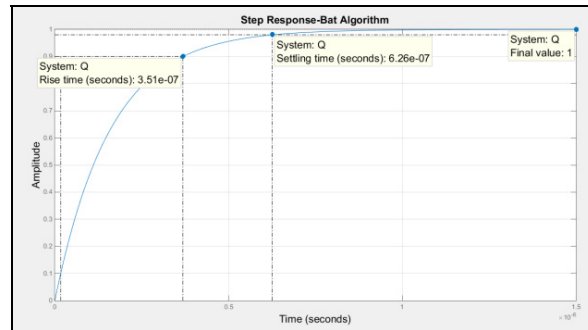 Step Response-Bat Algorithm
System: Q
Final value: 1
System: Q
Settling time (seconds): 6.26e-07
System: Q
Rise time (seconds): 3.51e-07
Amplitude
1
0.9
0.8
0.7
0.6
0.5
0.4
0.3
0.2
0.1
0
0
0.5
1
1.5
Time (seconds)
× 10⁻⁶